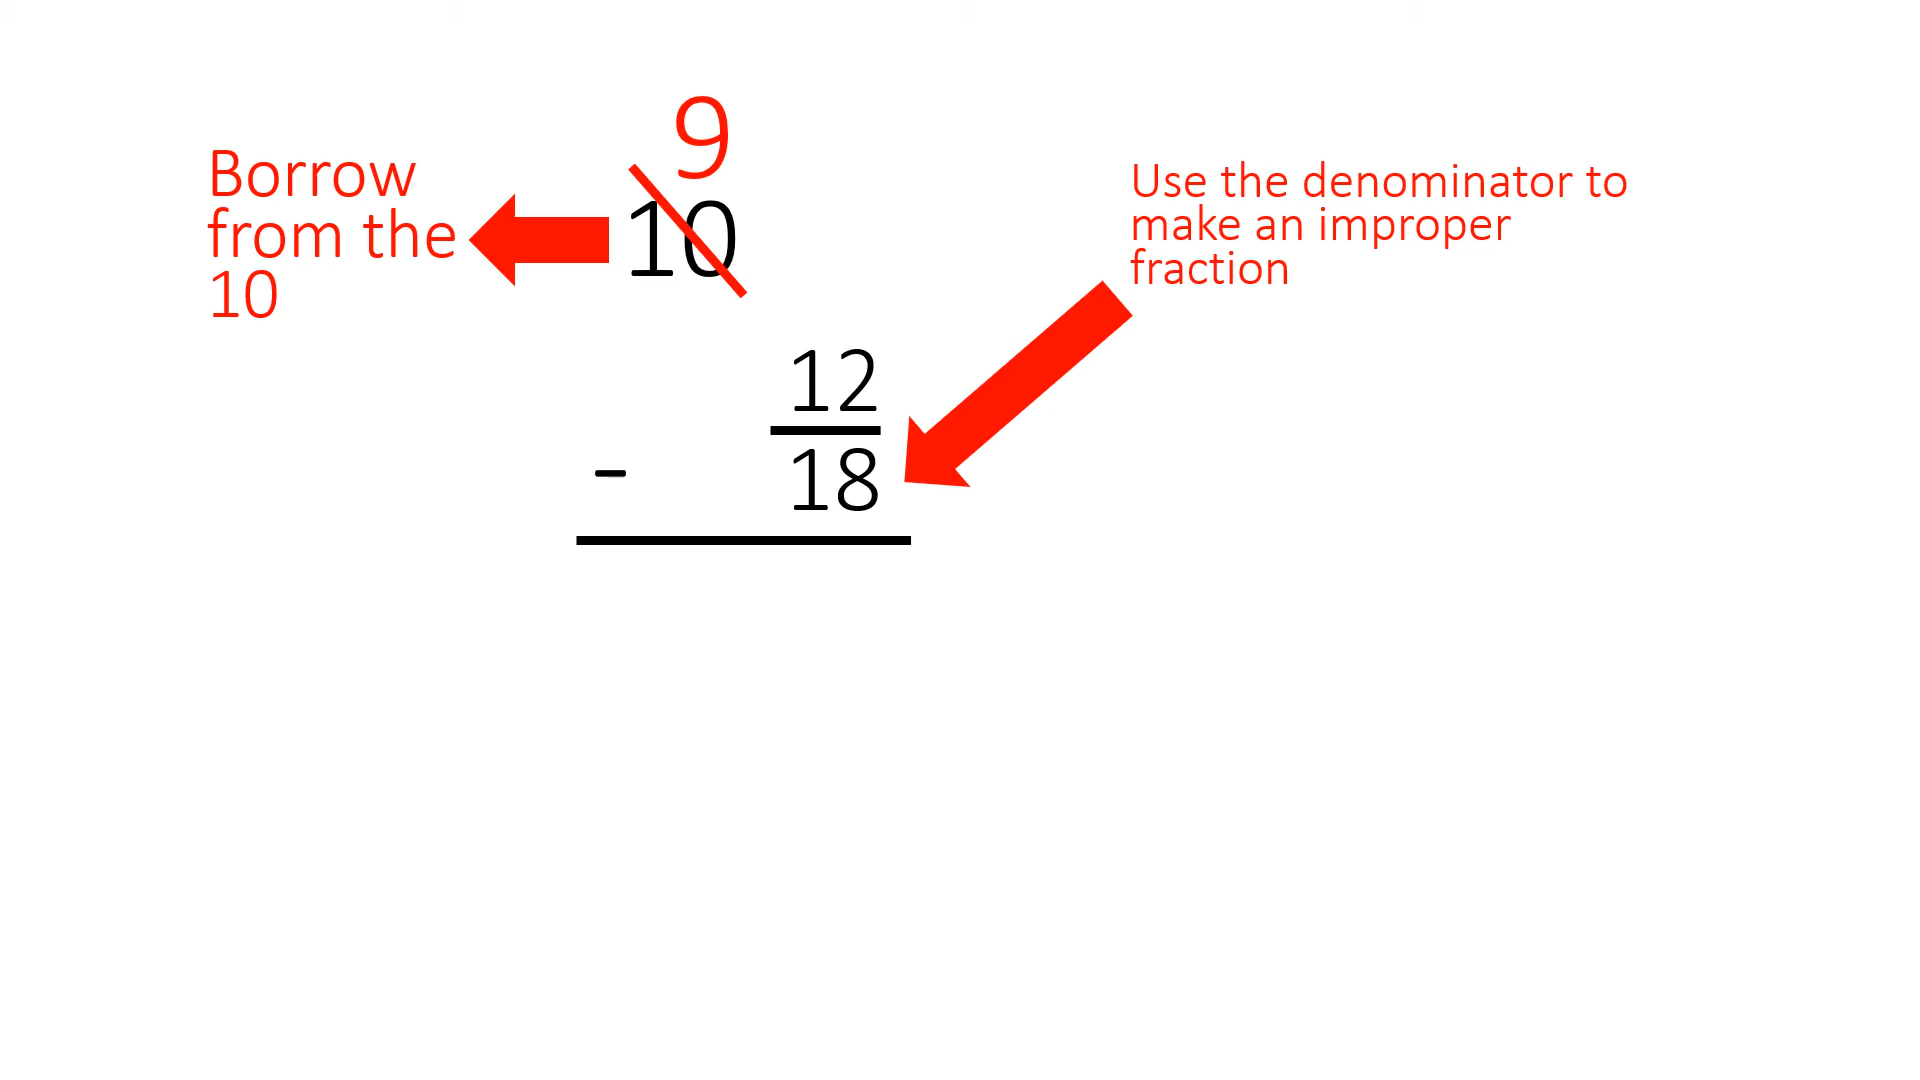 9
Borrow
from the
10
10
Use the denominator to
make an improper
fraction
12
18
-